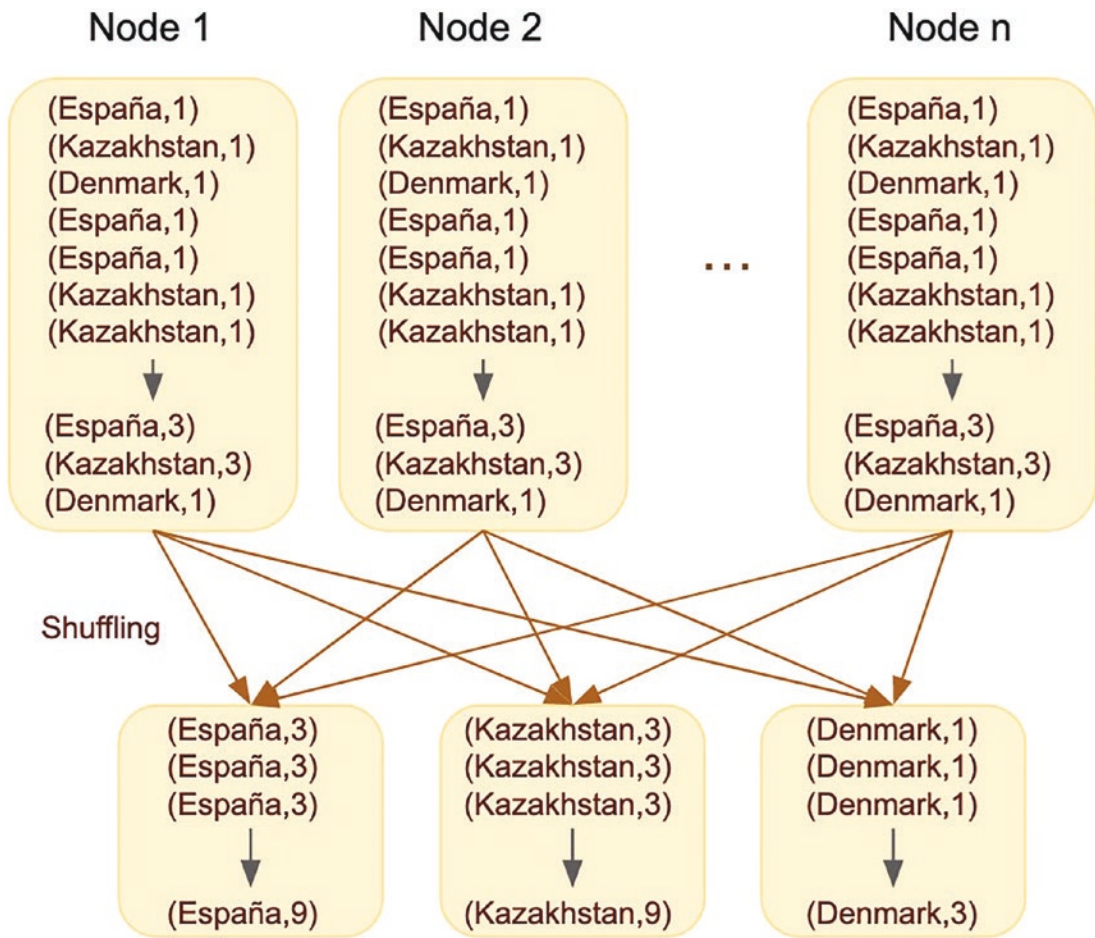 Node 1
Node 2
Node n
(España,1)
(Kazakhstan,1)
(Denmark,1)
(España,1)
(España,1)
(Kazakhstan,1)
(Kazakhstan,1)
(España,3)
(Kazakhstan,3)
(Denmark,1)
(España,1)
(Kazakhstan,1)
(Denmark,1)
(España,1)
(España,1)
(Kazakhstan,1)
(Kazakhstan,1)
(España,3)
(Kazakhstan,3)
(Denmark,1)
...
(España,1)
(Kazakhstan,1)
(Denmark,1)
(España,1)
(España,1)
(Kazakhstan,1)
(Kazakhstan,1)
(España,3)
(Kazakhstan,3)
(Denmark,1)
Shuffling
(España,3)
(España,3)
(España,3)
(España,9)
(Kazakhstan,3)
(Kazakhstan,3)
(Kazakhstan,3)
(Kazakhstan,9)
(Denmark,1)
(Denmark,1)
(Denmark,1)
(Denmark,3)